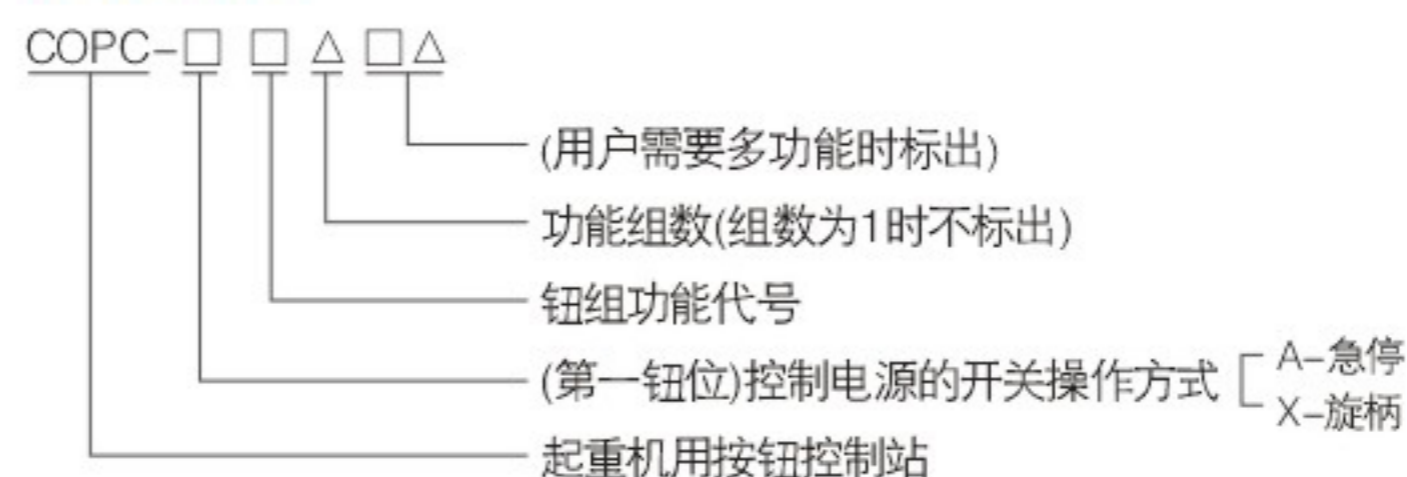 COPC-□ □ △ □△
(用户需要多功能时标出)
功能组数(组数为1时不标出)
钮组功能代号
(第一钮位)控制电源的开关操作方式
A-急停
X-旋柄
起重机用按钮控制站